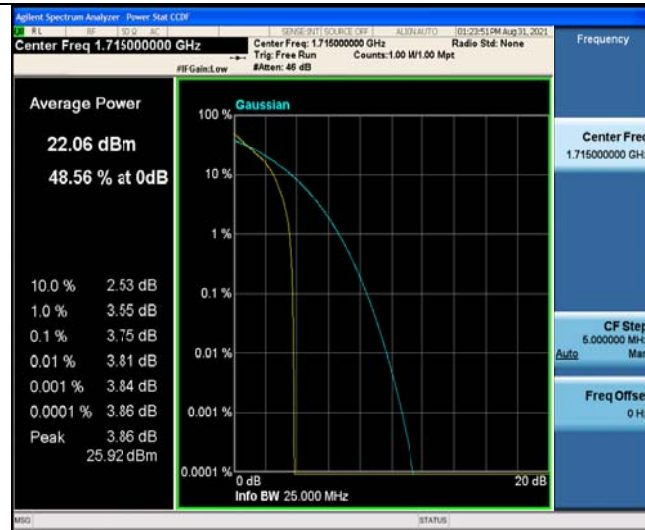 Agilent Spectrum Analyzer Power Stat CCDF
RL RF 50 Ω AC SENSE:INT SOURCE OFF ALIGN AUTO 01:23:51 PM Aug 31, 2021
Center Freq 1.715000000 GHz
Center Freq: 1.715000000 GHz Radio Std: None
Trig: Free Run Counts:1.00 M/1.00 Mpt
#IFGain:Low #Atten: 46 dB
Frequency
Average Power
22.06 dBm
48.56 % at 0dB
10.0 % 2.53 dB
1.0 % 3.55 dB
0.1 % 3.75 dB
0.01 % 3.81 dB
0.001 % 3.84 dB
0.0001 % 3.86 dB
Peak 3.86 dB
25.92 dBm
Gaussian
100 %
10 %
1 %
0.1 %
0.01 %
0.001 %
0.0001 %
0 dB 20 dB
Info BW 25.000 MHz
Center Freq
1.715000000 GHz
CF Step
5.000000 MHz
Auto Man
Freq Offset
0 Hz
MSG STATUS